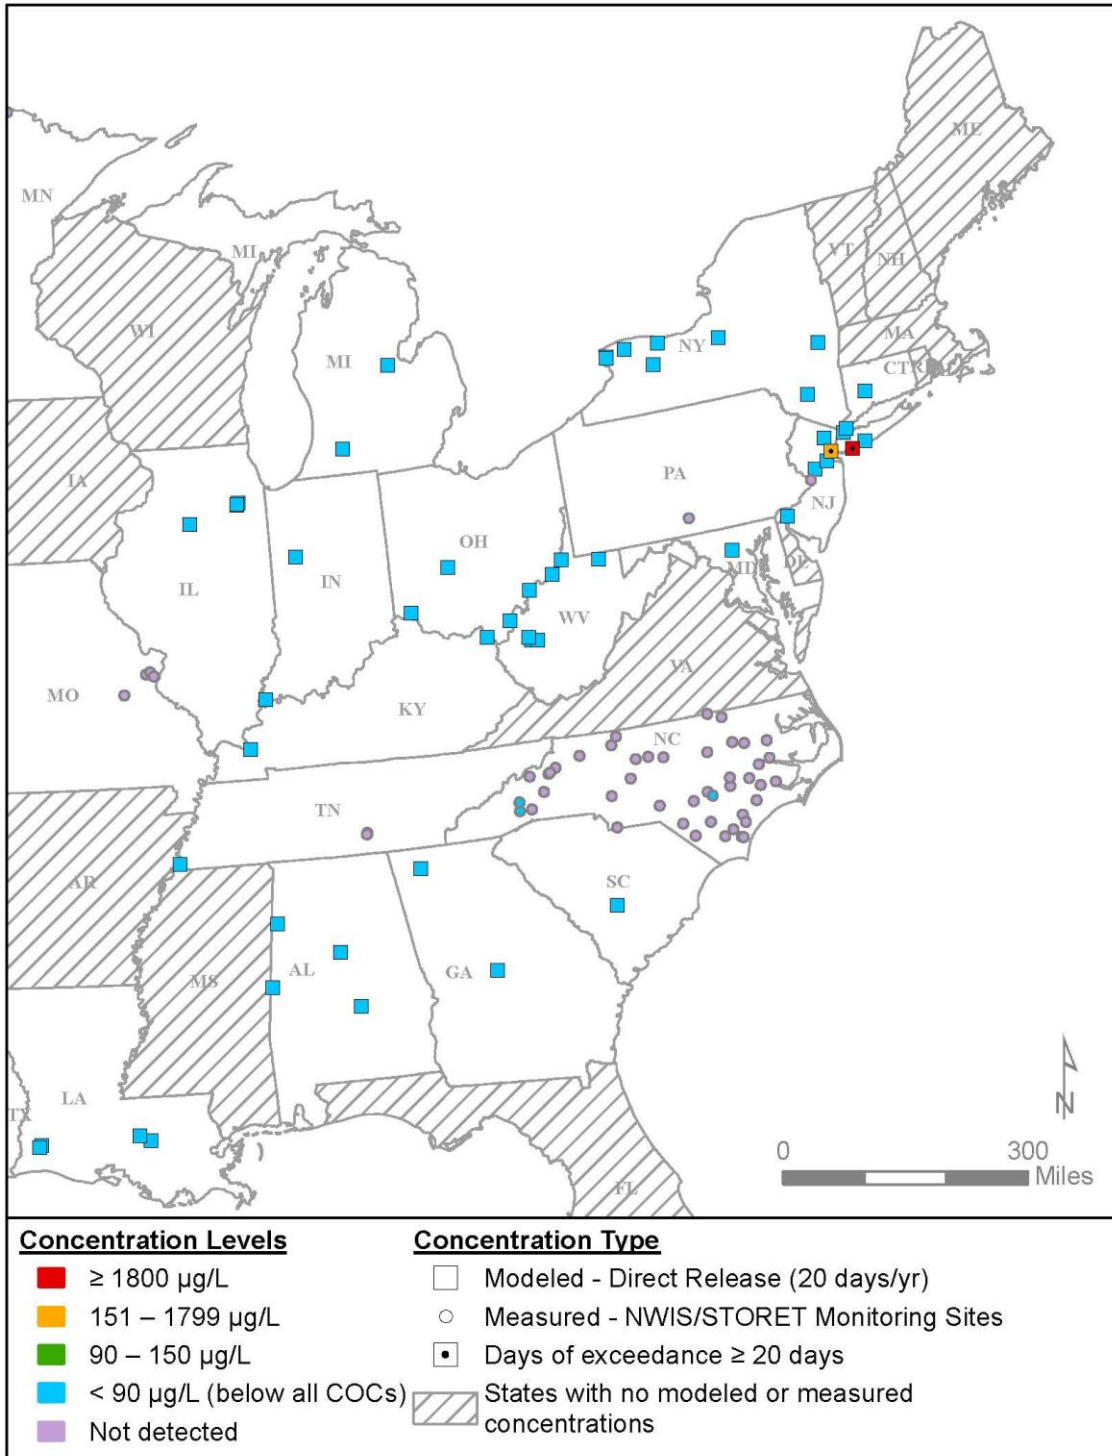 ME
MN
MI
VT
NH
WI
MI
NY
MA
CT RI
IA
PA
NJ
OH
IL
IN
MD
DE
WV
VA
MO
KY
NC
TN
AR
SC
MS
AL
GA
LA
TX
N
0 300
Miles
FL
Concentration Levels
≥ 1800 µg/L
151 – 1799 µg/L
90 – 150 µg/L
< 90 µg/L (below all COCs)
Not detected
Concentration Type
Modeled - Direct Release (20 days/yr)
Measured - NWIS/STORET Monitoring Sites
Days of exceedance ≥ 20 days
States with no modeled or measured
concentrations